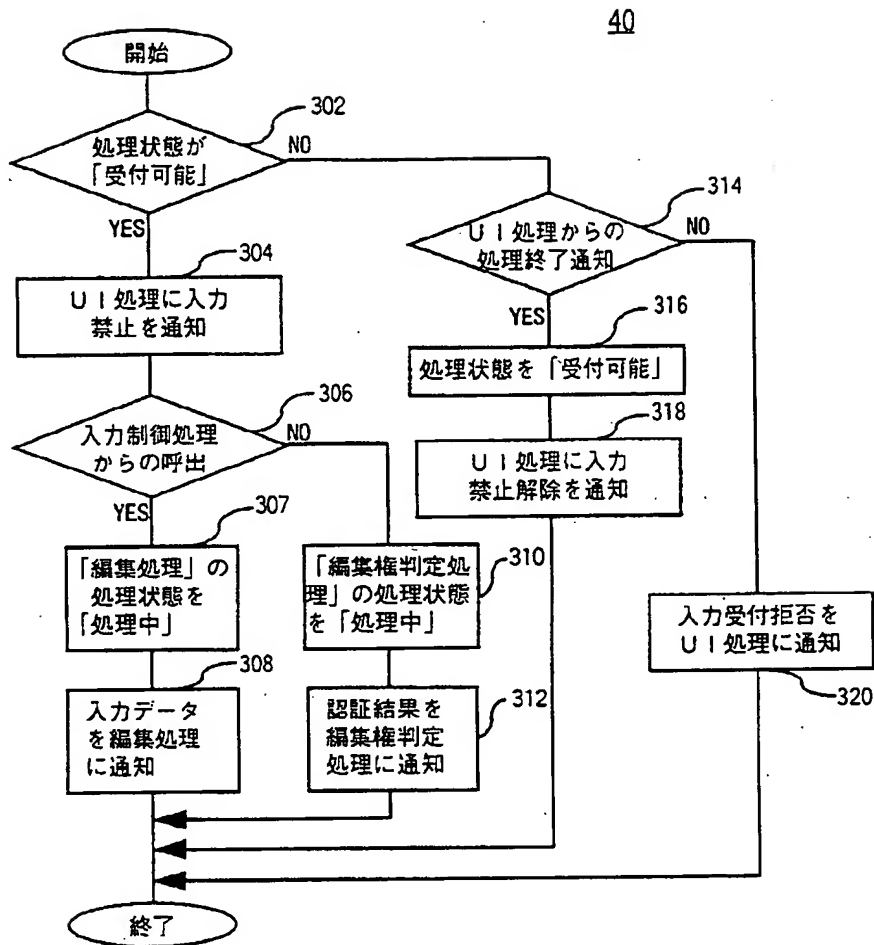 40
開始
302
処理状態が
「受付可能」
NO
YES
304
UI処理に入力
禁止を通知
306
入力制御処理
からの呼出
NO
YES
307
「編集処理」の
処理状態を
「処理中」
308
入力データ
を編集処理
に通知
「編集権判定処
理」の処理状態
を「処理中」
310
認証結果を
編集権判定
処理に通知
312
314
UI処理からの
処理終了通知
NO
YES
316
処理状態を「受付可能」
318
UI処理に入力
禁止解除を通知
入力受付拒否を
UI処理に通知
320
終了